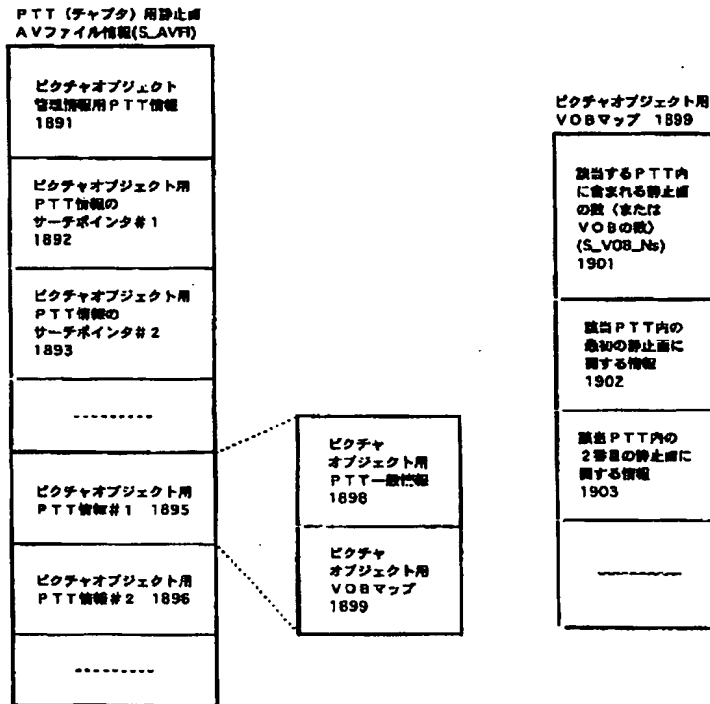 PTT（チャプタ）用静止画
AVファイル情報(S_AVFI)
ピクチャオブジェクト
管理情報用PTT情報
1891
ピクチャオブジェクト用
PTT情報の
サーチポインタ#1
1892
ピクチャオブジェクト用
PTT情報の
サーチポインタ#2
1893
---------
ピクチャオブジェクト用
PTT情報#1 1895
ピクチャオブジェクト用
PTT情報#2 1896
---------
ピクチャ
オブジェクト用
PTT一般情報
1898
ピクチャ
オブジェクト用
VOBマップ
1899
ピクチャオブジェクト用
VOBマップ 1899
該当するPTT内
に含まれる静止画
の数（または
VOBの数）
(S_VOB_Ns)
1901
該当PTT内の
最初の静止画に
関する情報
1902
該当PTT内の
2番目の静止画に
関する情報
1903
---------